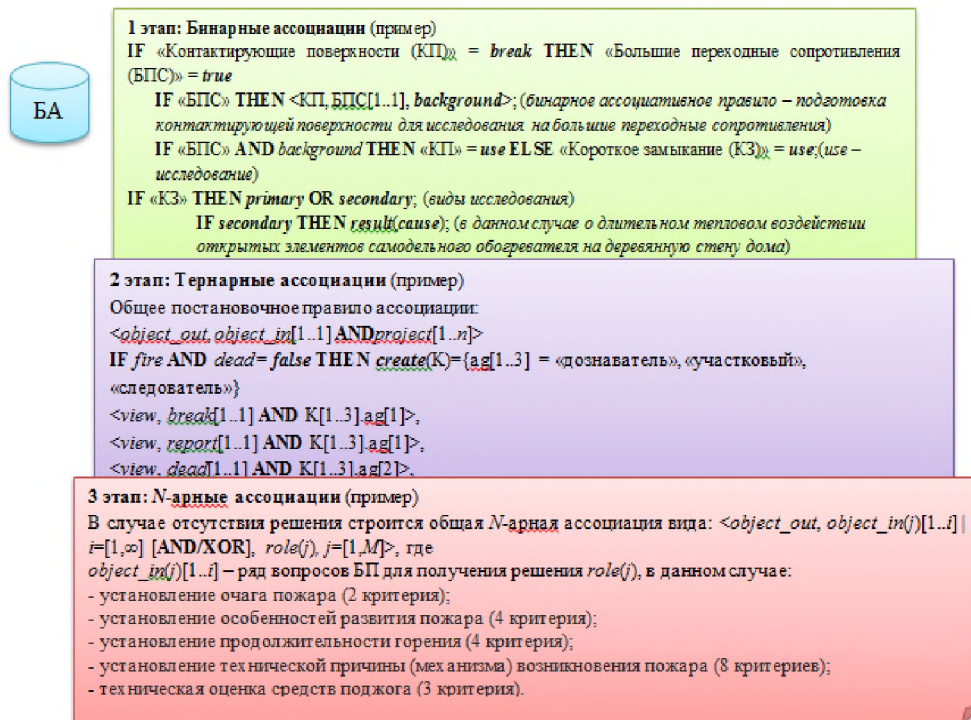 БА
1 этап: Бинарные ассоциации (пример)
IF «Контактирующие поверхности (КП)» = break THEN «Большие переходные сопротивления
(БПС)» = true
IF «БПС» THEN <КП, БПС[1..1], background>; (бинарное ассоциативное правило – подготовка
контактирующей поверхности для исследования на большие переходные сопротивления)
IF «БПС» AND background THEN «КП» = use ELSE «Короткое замыкание (КЗ)» = use;(use –
исследование)
IF «КЗ» THEN primary OR secondary; (виды исследования)
IF secondary THEN result(cause); (в данном случае о длительном тепловом воздействии
открытых элементов самодельного обогревателя на деревянную стену дома)
2 этап: Тернарные ассоциации (пример)
Общее постановочное правило ассоциации:
<object_out, object_in[1..1] ANDproject[1..n]>
IF fire AND dead= false THEN create(K)={ag[1..3] = «дознаватель», «участковый»,
«следователь»}
<view, break[1..1] AND K[1..3].ag[1]>,
<view, report[1..1] AND K[1..3].ag[1]>,
<view, dead[1..1] AND K[1..3].ag[2]>,
3 этап: N-арные ассоциации (пример)
В случае отсутствия решения строится общая N-арная ассоциация вида: <object_out, object_in(j)[1..i] |
i=[1,∞] [AND/XOR], role(j), j=[1,M]>, где
object_in(j)[1..i] – ряд вопросов БП для получения решения role(j), в данном случае:
- установление очага пожара (2 критерия);
- установление особенностей развития пожара (4 критерия);
- установление продолжительности горения (4 критерия);
- установление технической причины (механизма) возникновения пожара (8 критериев);
- техническая оценка средств поджога (3 критерия).